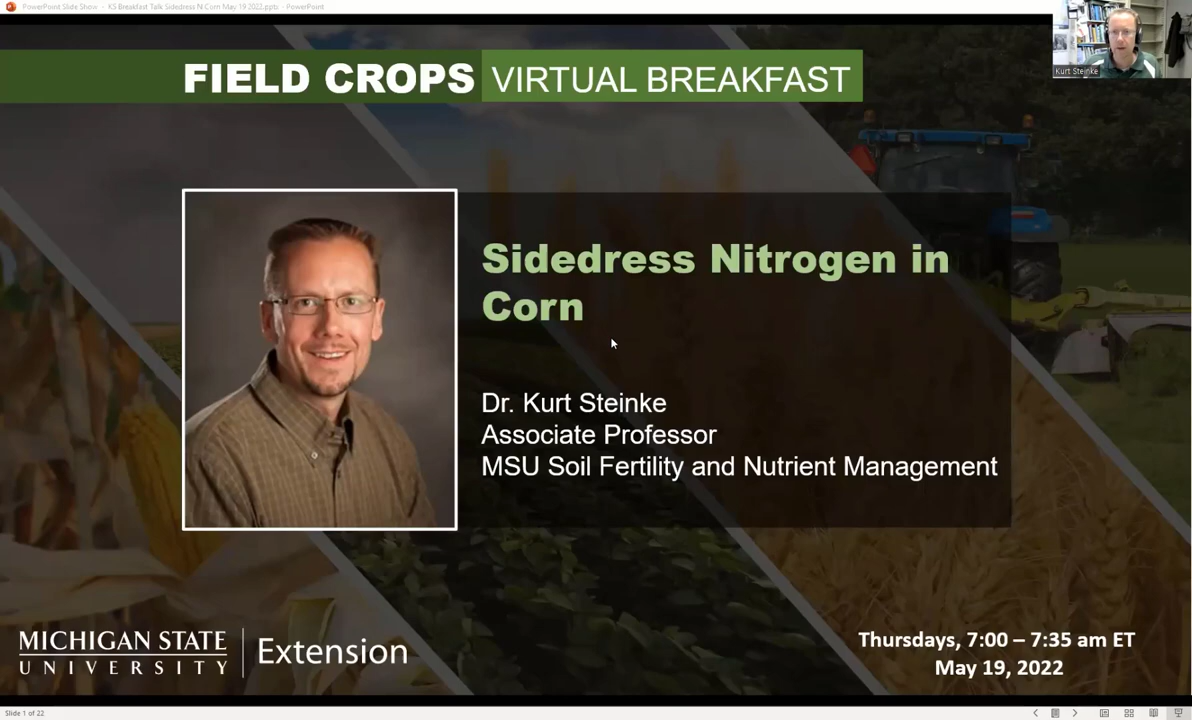 PowerPoint Slide Show - KS Breakfast Talk Sidedress N Corn May 19 2022.pptx - PowerPoint
Kurt Steinke
FIELD CROPS VIRTUAL BREAKFAST
Sidedress Nitrogen in
Corn
Dr. Kurt Steinke
Associate Professor
MSU Soil Fertility and Nutrient Management
MICHIGAN STATE
UNIVERSITY
Extension
Thursdays, 7:00 – 7:35 am ET
May 19, 2022
Slide 1 of 22